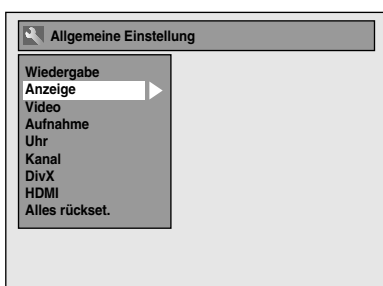 Allgemeine Einstellung
Wiedergabe
Anzeige
Video
Aufnahme
Uhr
Kanal
DivX
HDMI
Alles rückset.